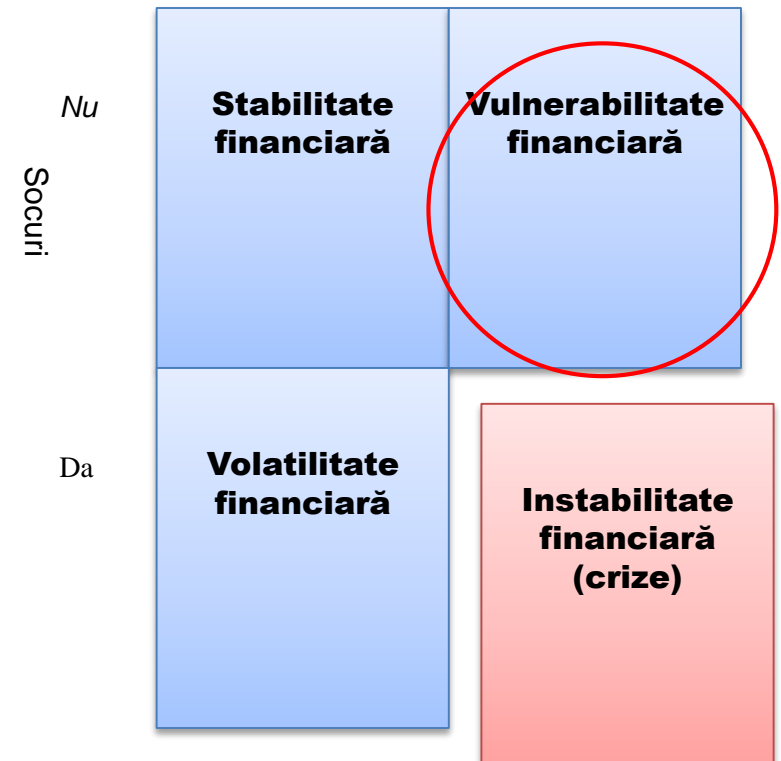 Nu
Socuri
Stabilitate
financiară
Vulnerabilitate
financiară
Da
Volatilitate
financiară
Instabilitate
financiară
(crize)